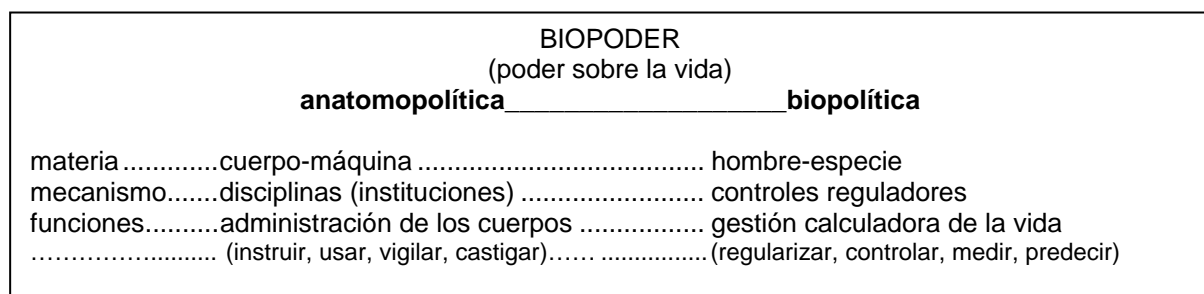 BIOPODER
(poder sobre la vida)
anatomopolítica___________________biopolítica
materia.............cuerpo-máquina ....................................... hombre-especie
mecanismo.......disciplinas (instituciones) ......................... controles reguladores
funciones..........administración de los cuerpos ................. gestión calculadora de la vida
…………….......... (instruir, usar, vigilar, castigar)…… ...............(regularizar, controlar, medir, predecir)